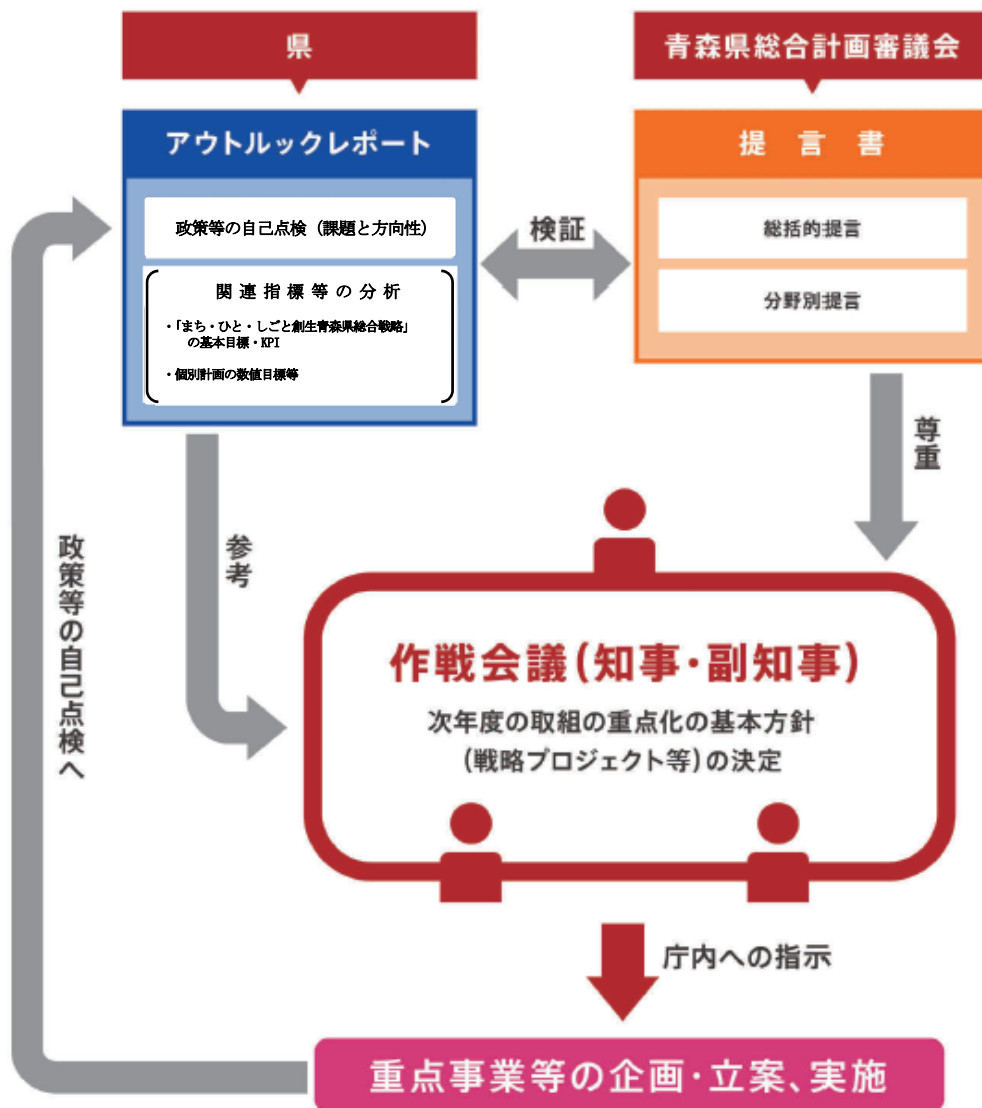 県
青森県総合計画審議会
アウトルックレポート
提言書
政策等の自己点検（課題と方向性）
関連指標等の分析
・「まち・ひと・しごと創生青森県総合戦略」
の基本目標・KPI
・個別計画の数値目標等
検証
総括的提言
分野別提言
尊重
参考
政策等の自己点検へ
作戦会議(知事・副知事)
次年度の取組の重点化の基本方針
(戦略プロジェクト等)の決定
庁内への指示
重点事業等の企画・立案、実施